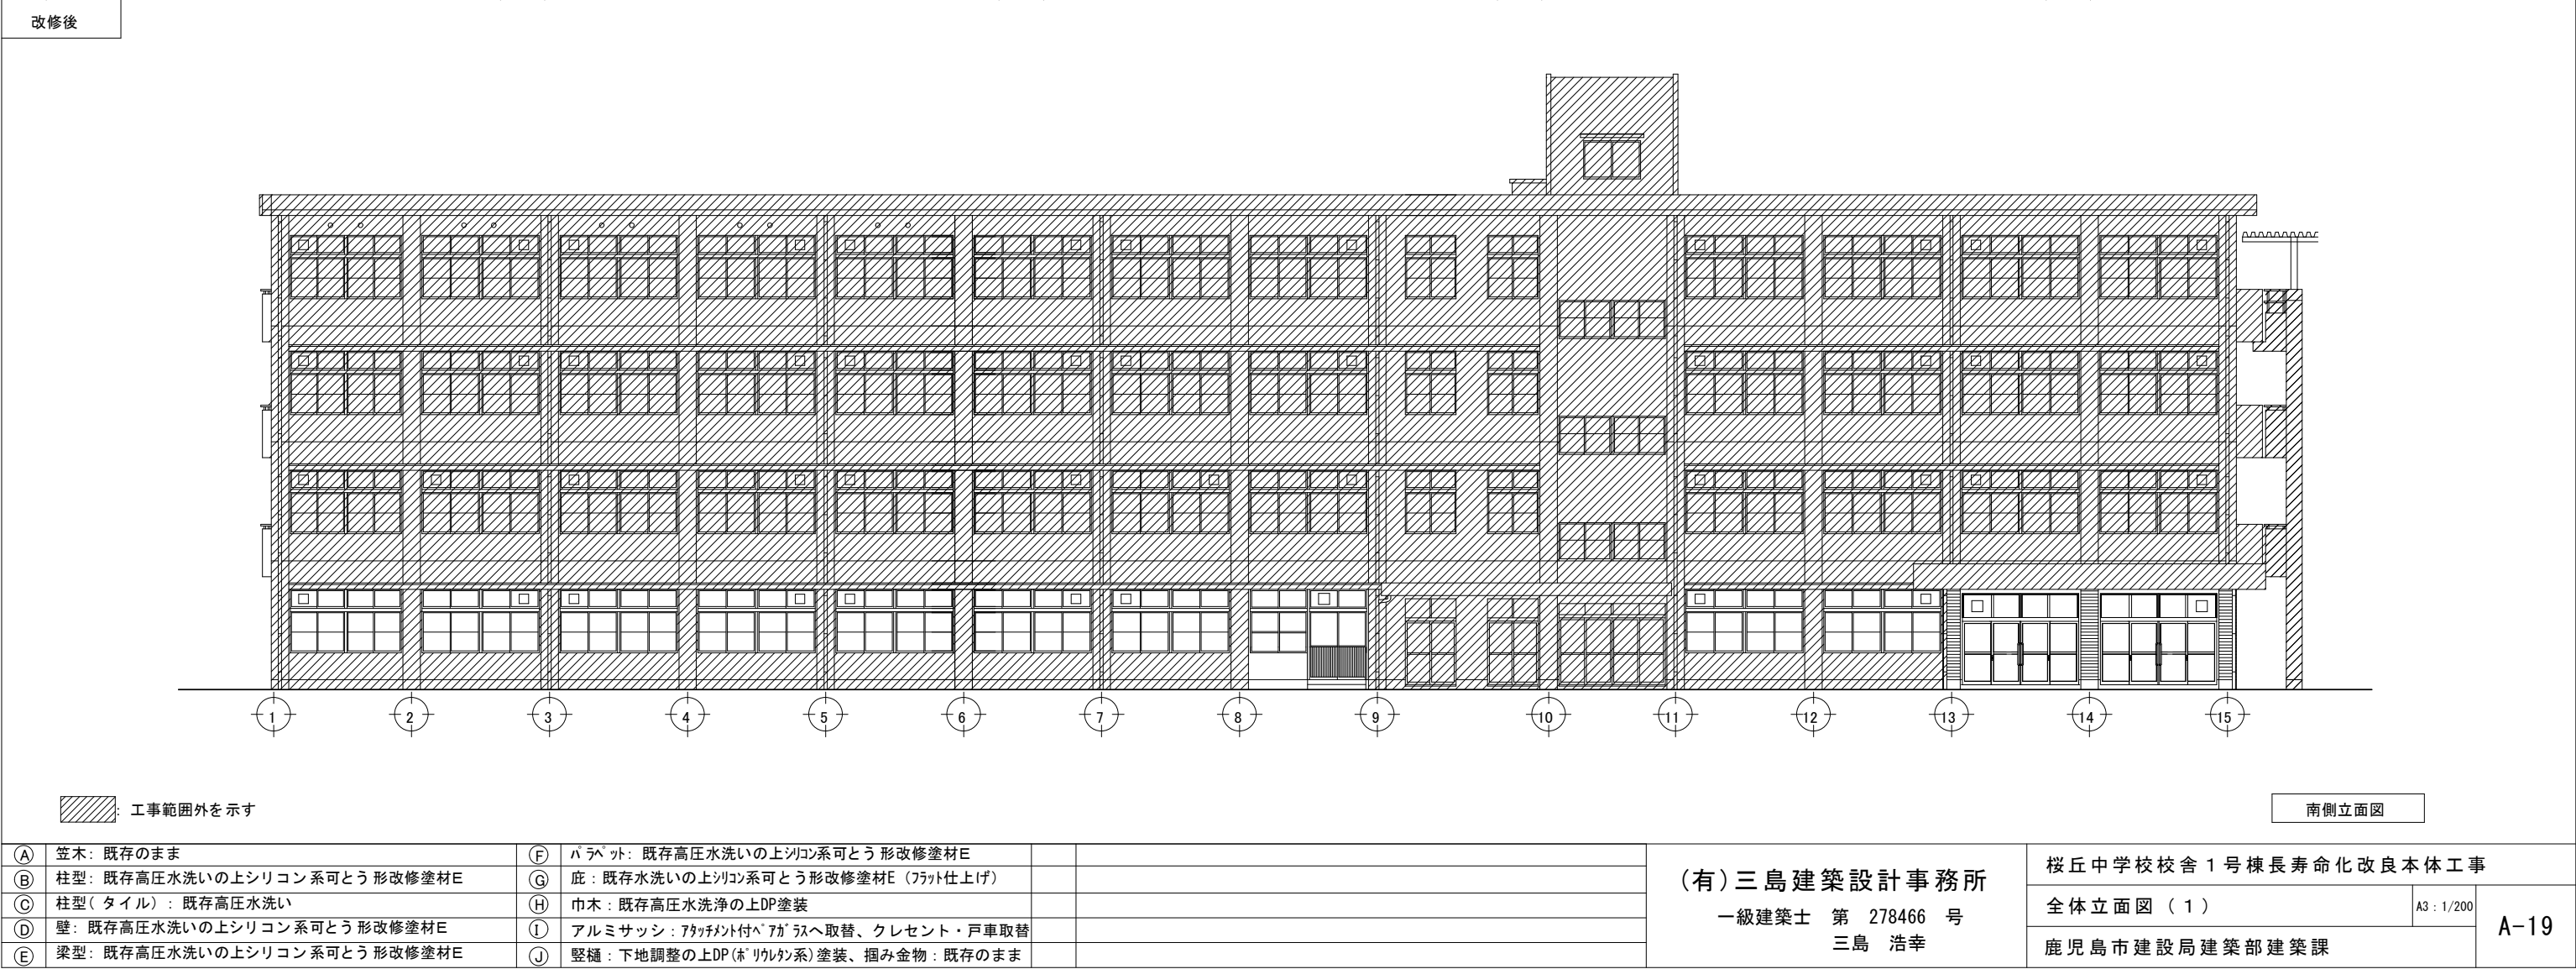 改修後
1 2 3 4 5 6 7 8 9 10 11 12 13 14 15
: 工事範囲外を示す
南側立面図
Ⓐ 笠木: 既存のまま
Ⓑ 柱型: 既存高圧水洗いの上シリコン系可とう形改修塗材E
Ⓒ 柱型(タイル): 既存高圧水洗い
Ⓓ 壁: 既存高圧水洗いの上シリコン系可とう形改修塗材E
Ⓔ 梁型: 既存高圧水洗いの上シリコン系可とう形改修塗材E
Ⓕ パラペット: 既存高圧水洗いの上シリコン系可とう形改修塗材E
Ⓖ 庇:既存水洗いの上シリコン系可とう形改修塗材E(フラット仕上げ)
Ⓗ 巾木:既存高圧水洗浄の上DP塗装
Ⓘ アルミサッシ:アタッチメント付ペアガラスへ取替、クレセント・戸車取替
Ⓙ 竪樋:下地調整の上DP(ポリウレタン系)塗装、掴み金物:既存のまま
(有)三島建築設計事務所
一級建築士 第 278466 号
三島 浩幸
桜丘中学校校舎1号棟長寿命化改良本体工事
全体立面図(1)
A3:1/200
鹿児島市建設局建築部建築課
A-19